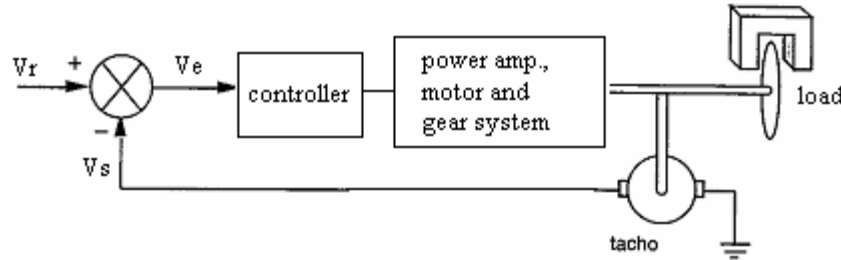 Vr
+
Ve
controller
power amp.,
motor and
gear system
load
−
Vs
tacho